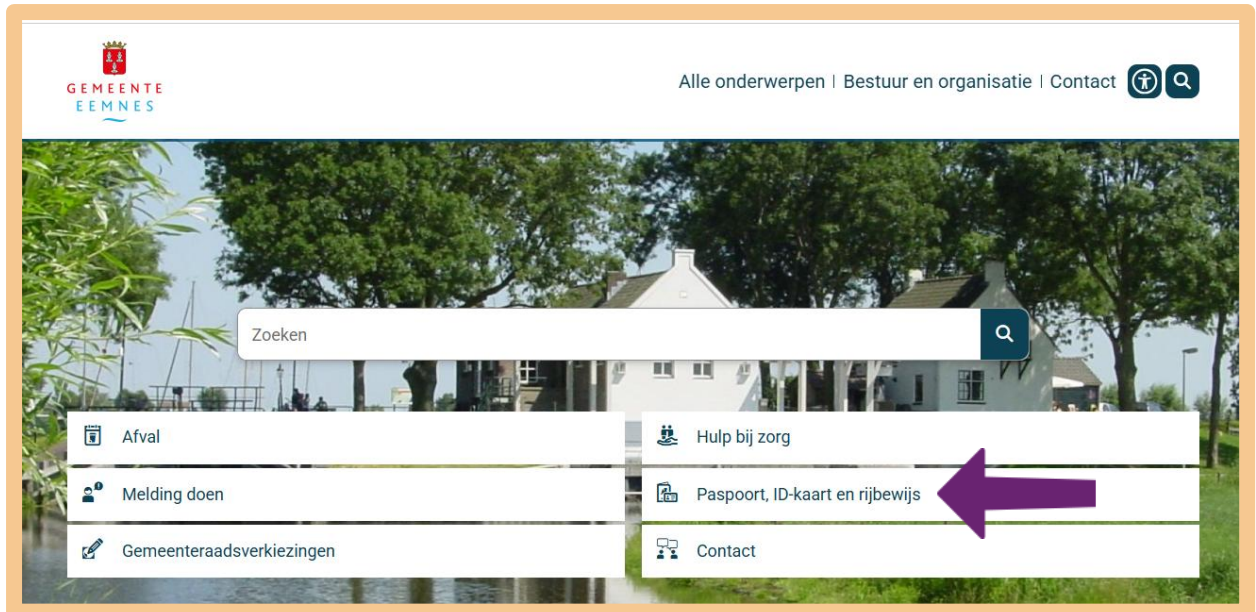 GEMEENTE
EEMNES
Alle onderwerpen | Bestuur en organisatie | Contact
Zoeken
Afval
Hulp bij zorg
Melding doen
Paspoort, ID-kaart en rijbewijs
Gemeenteraadsverkiezingen
Contact